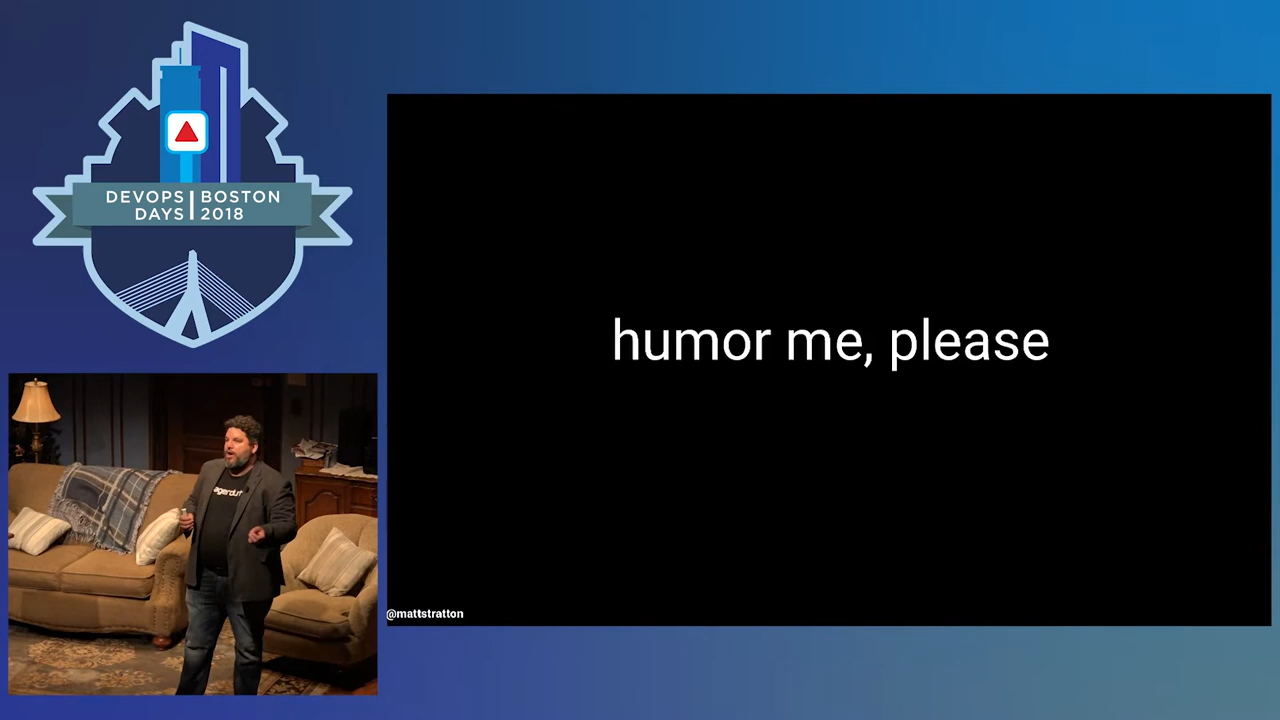 DEVOPS | BOSTON
DAYS | 2018
humor me, please
@mattstratton